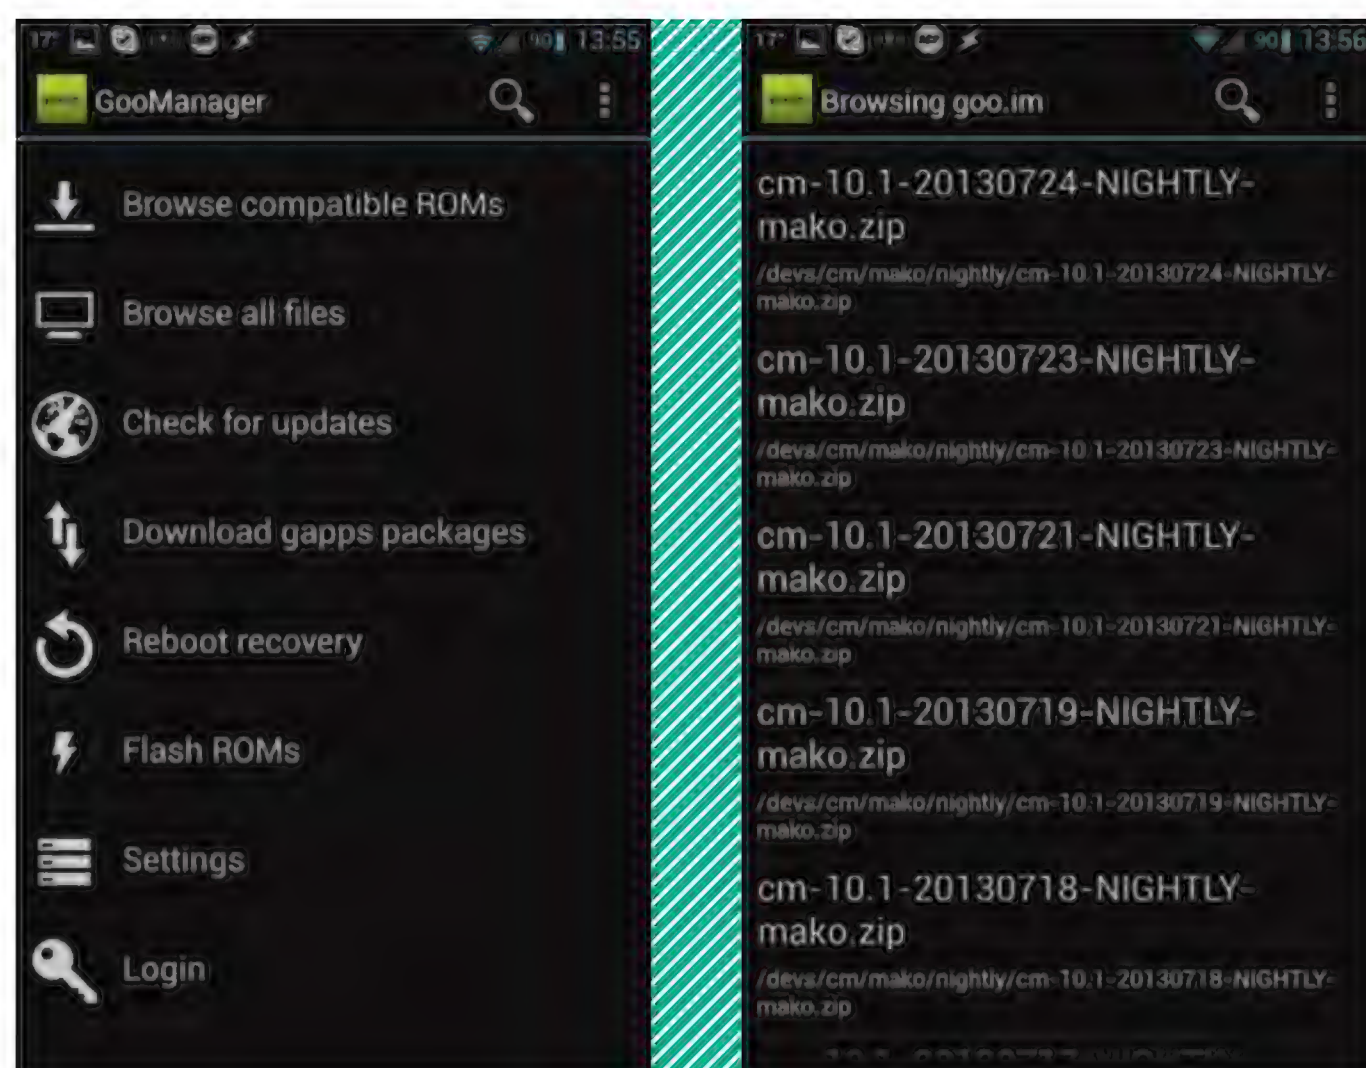 17°
90 13:55
GooManager
Browse compatible ROMs
Browse all files
Check for updates
Download gapps packages
Reboot recovery
Flash ROMs
Settings
Login
17°
90 13:56
Browsing goo.im
cm-10.1-20130724-NIGHTLY-
mako.zip
/devs/cm/mako/nightly/cm-10.1-20130724-NIGHTLY-
mako.zip
cm-10.1-20130723-NIGHTLY-
mako.zip
/devs/cm/mako/nightly/cm-10.1-20130723-NIGHTLY-
mako.zip
cm-10.1-20130721-NIGHTLY-
mako.zip
/devs/cm/mako/nightly/cm-10.1-20130721-NIGHTLY-
mako.zip
cm-10.1-20130719-NIGHTLY-
mako.zip
/devs/cm/mako/nightly/cm-10.1-20130719-NIGHTLY-
mako.zip
cm-10.1-20130718-NIGHTLY-
mako.zip
/devs/cm/mako/nightly/cm-10.1-20130718-NIGHTLY-
mako.zip